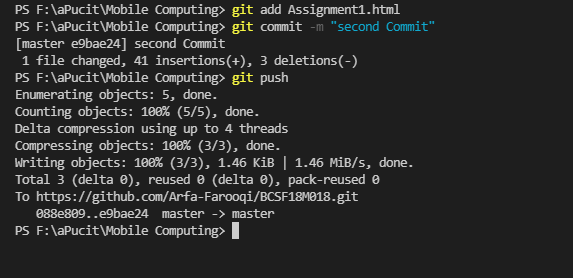 PS F:\aPucit\Mobile Computing> git add Assignment1.html
PS F:\aPucit\Mobile Computing> git commit -m "second Commit"
[master e9bae24] second Commit
 1 file changed, 41 insertions(+), 3 deletions(-)
PS F:\aPucit\Mobile Computing> git push
Enumerating objects: 5, done.
Counting objects: 100% (5/5), done.
Delta compression using up to 4 threads
Compressing objects: 100% (3/3), done.
Writing objects: 100% (3/3), 1.46 KiB | 1.46 MiB/s, done.
Total 3 (delta 0), reused 0 (delta 0), pack-reused 0
To https://github.com/Arfa-Farooqi/BCSF18M018.git
   088e809..e9bae24  master -> master
PS F:\aPucit\Mobile Computing>